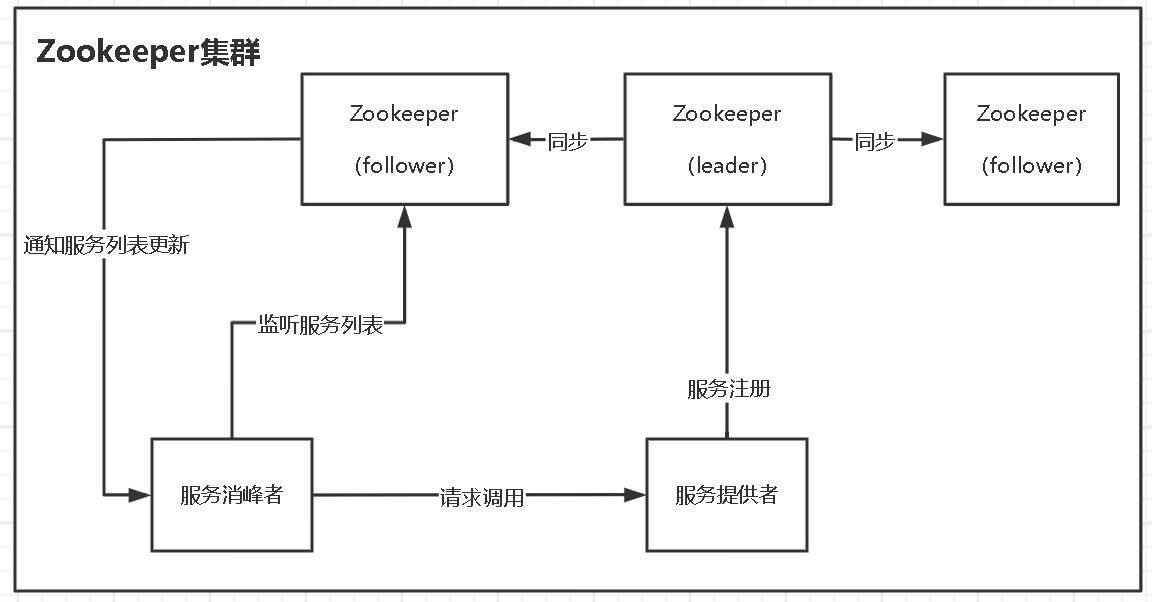 Zookeeper集群
Zookeeper
（follower）
Zookeeper
（leader）
Zookeeper
（follower）
同步
同步
通知服务列表更新
监听服务列表
服务注册
服务消峰者
请求调用
服务提供者